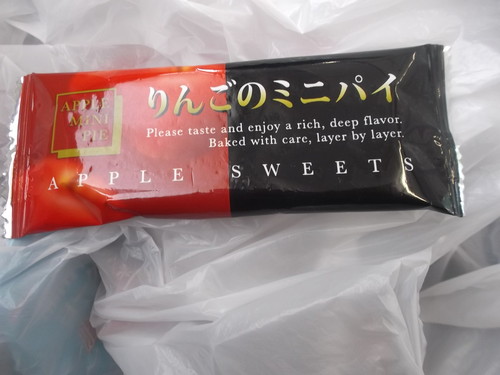 APPLE
MINI
PIE
りんごのミニパイ
Please taste and enjoy a rich, deep flavor.
Baked with care, layer by layer.
APPLE SWEETS